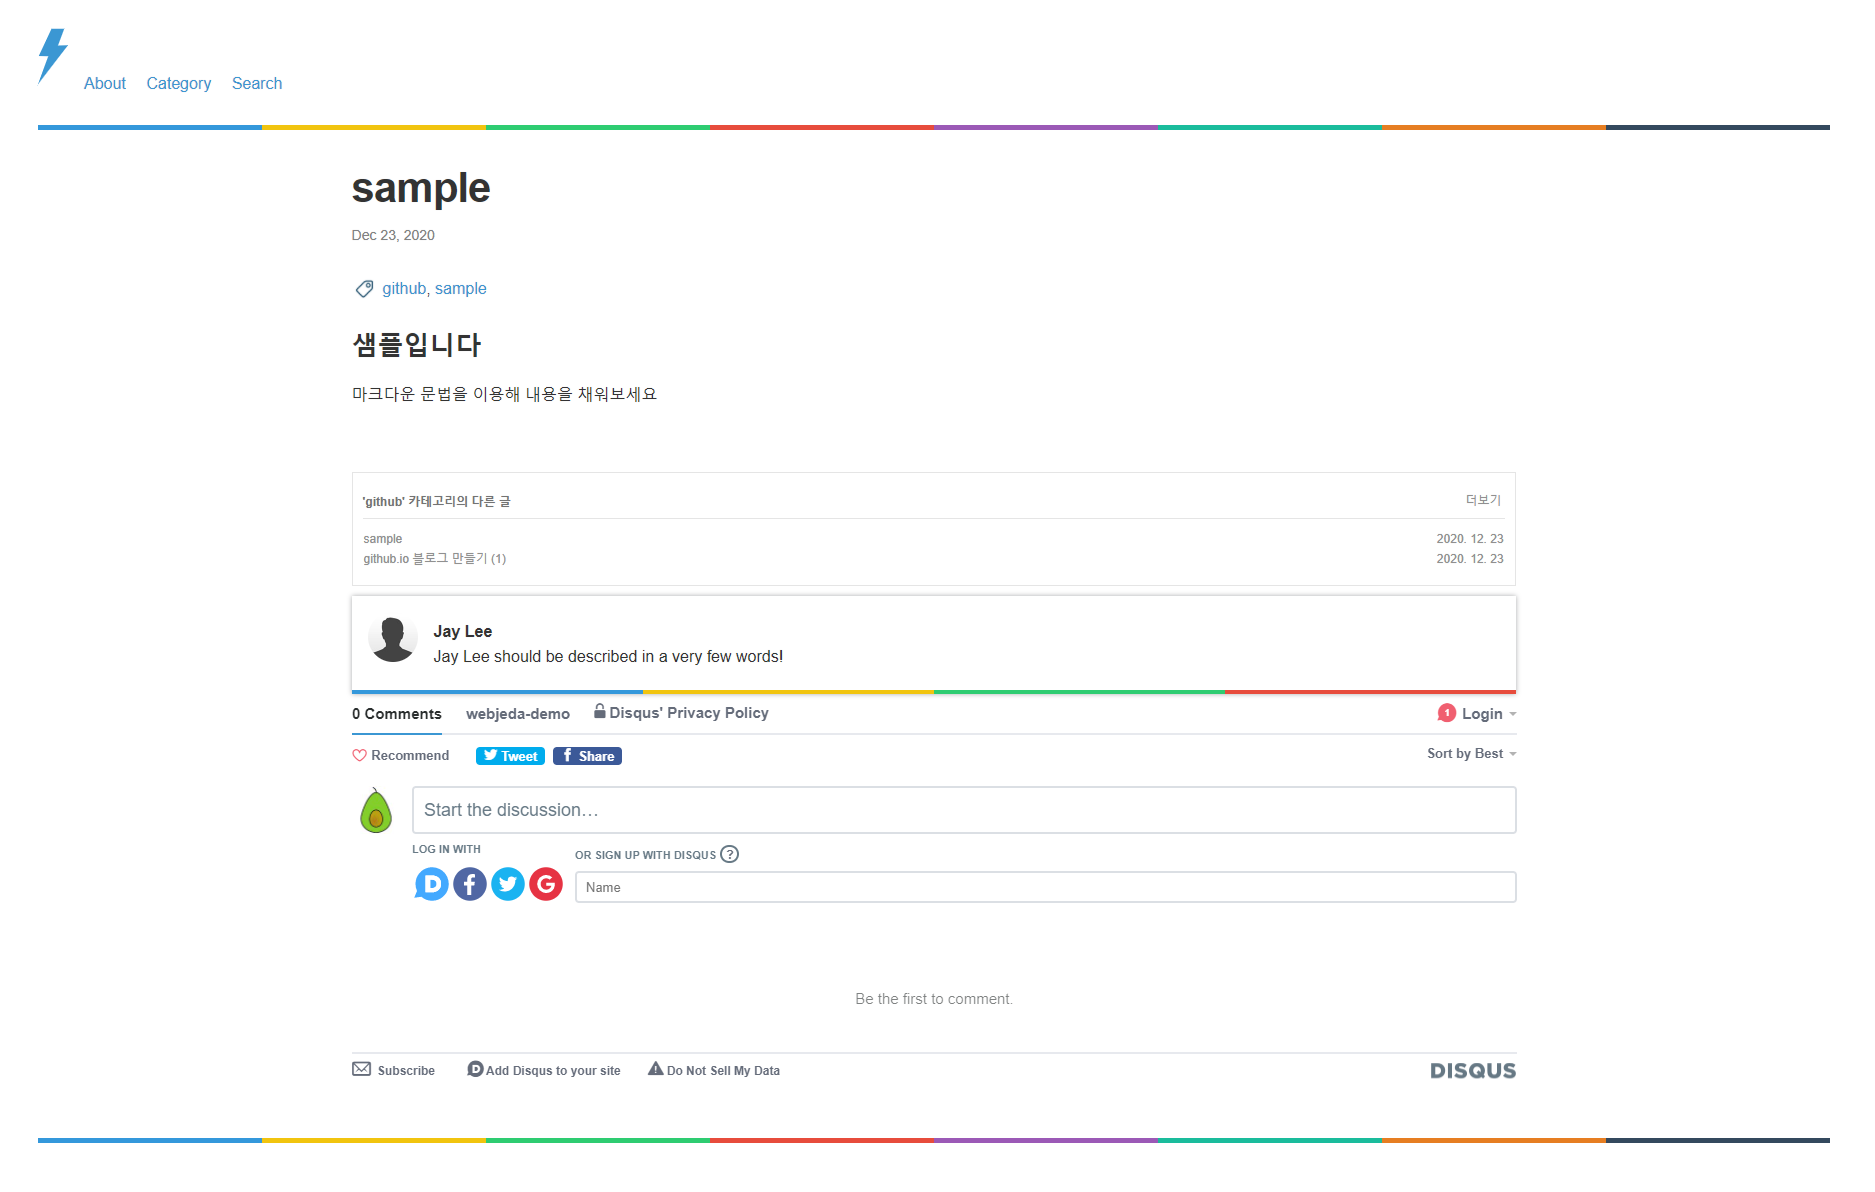 About Category Search
sample
Dec 23, 2020
github, sample
샘플입니다
마크다운 문법을 이용해 내용을 채워보세요
'github' 카테고리의 다른 글 더보기
sample 2020. 12. 23
github.io 블로그 만들기 (1) 2020. 12. 23
Jay Lee
Jay Lee should be described in a very few words!
0 Comments webjeda-demo Disqus' Privacy Policy 1 Login
Recommend Tweet Share Sort by Best
Start the discussion…
LOG IN WITH
OR SIGN UP WITH DISQUS ?
Name
Be the first to comment.
Subscribe Add Disqus to your site Do Not Sell My Data DISQUS